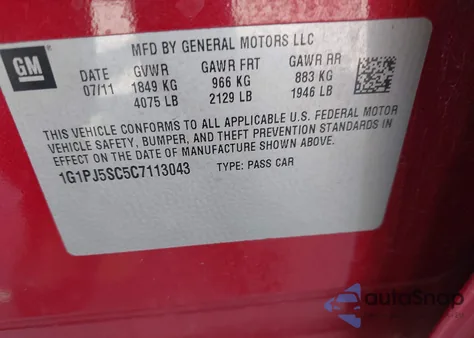 MFD BY GENERAL MOTORS LLC
GM
DATE GVWR GAWR FRT GAWR RR
07/11 1849 KG 966 KG 883 KG
4075 LB 2129 LB 1946 LB
THIS VEHICLE CONFORMS TO ALL APPLICABLE U.S. FEDERAL MOTOR
VEHICLE SAFETY, BUMPER, AND THEFT PREVENTION STANDARDS IN
EFFECT ON THE DATE OF MANUFACTURE SHOWN ABOVE.
1G1PJ5SC5C7113043 TYPE: PASS CAR
autoSnap